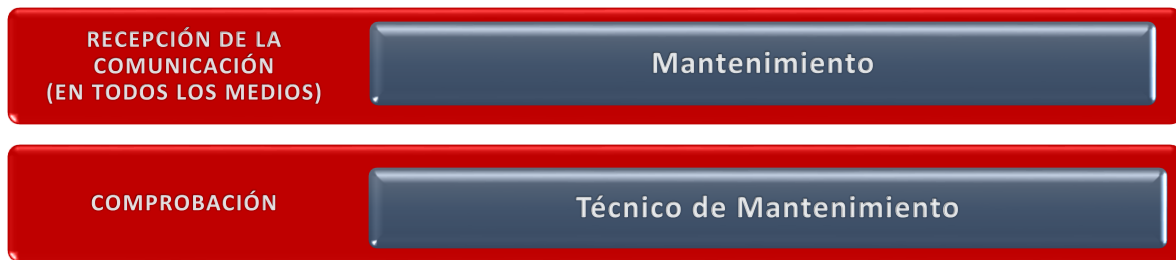 RECEPCIÓN DE LA
COMUNICACIÓN
(EN TODOS LOS MEDIOS)
Mantenimiento
COMPROBACIÓN
Técnico de Mantenimiento